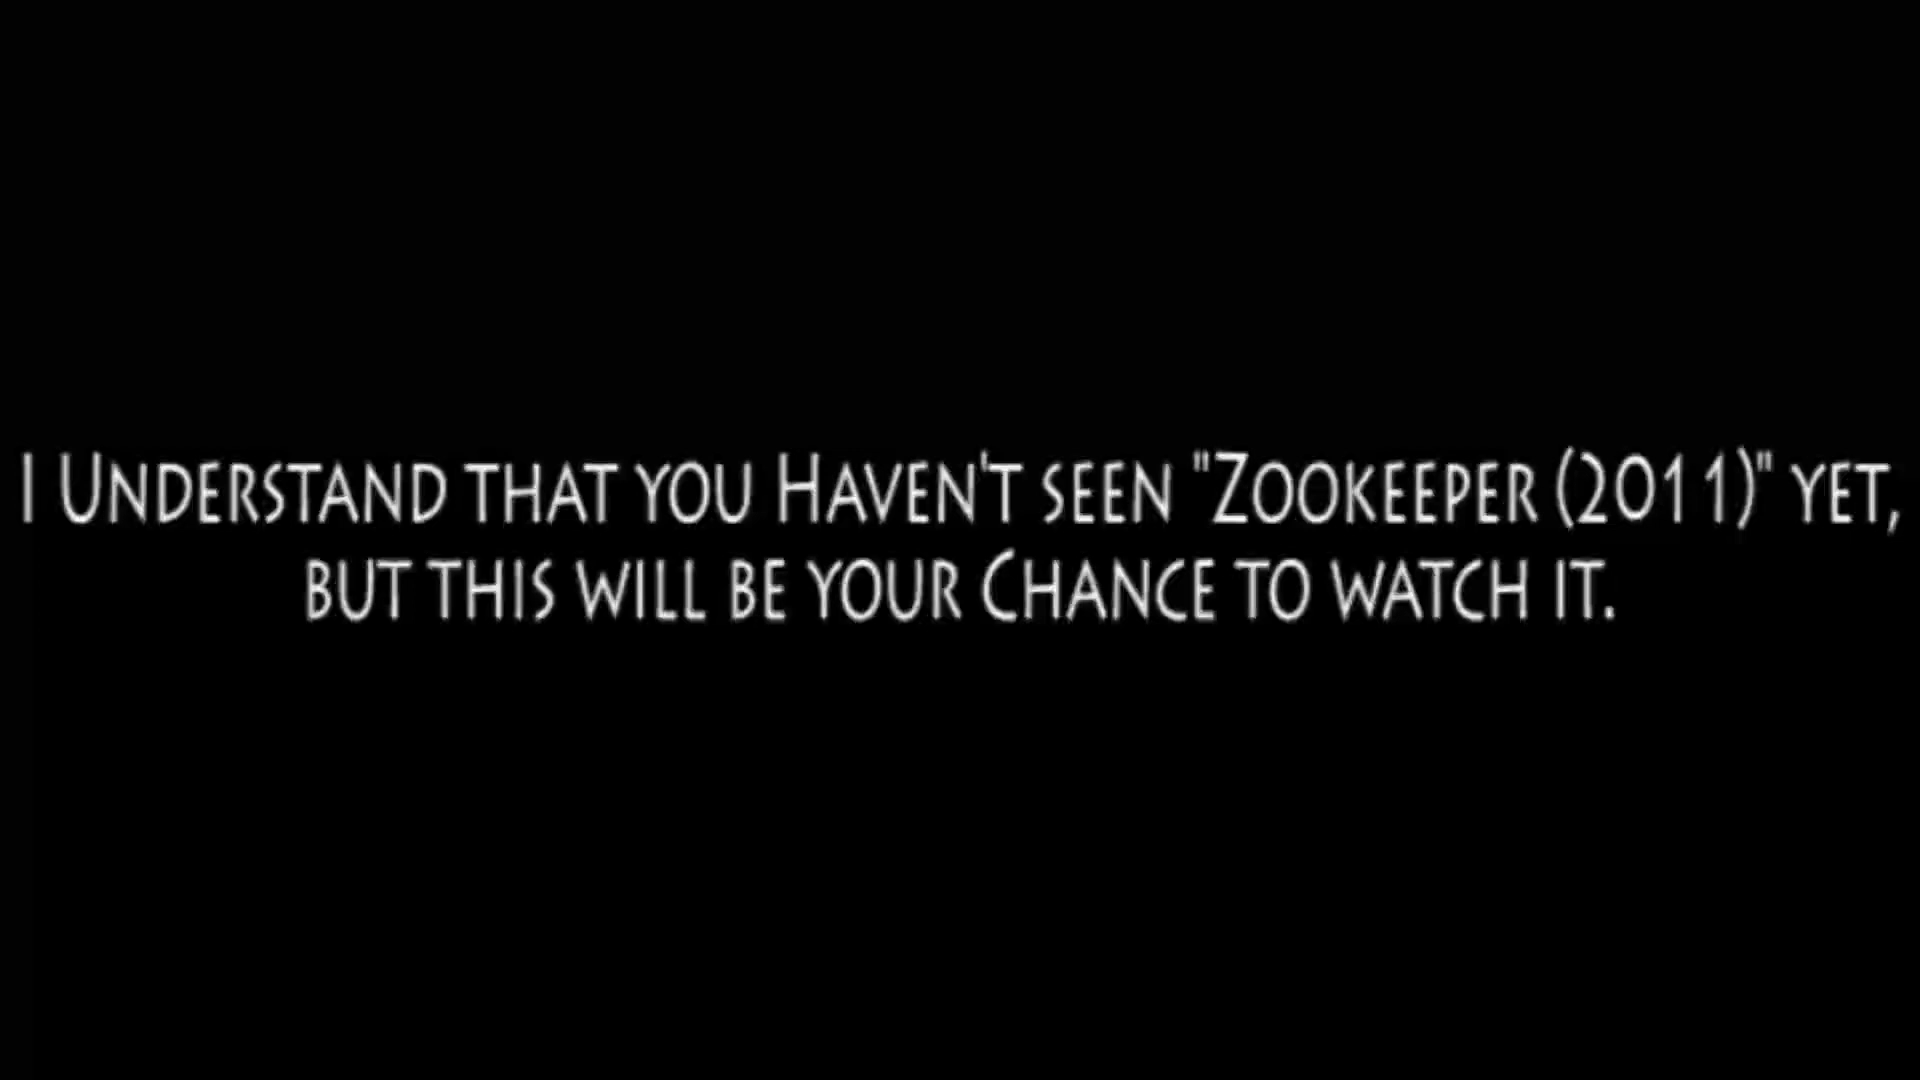 I Understand that you Haven't seen "Zookeeper (2011)" yet,
but this will be your Chance to watch it.